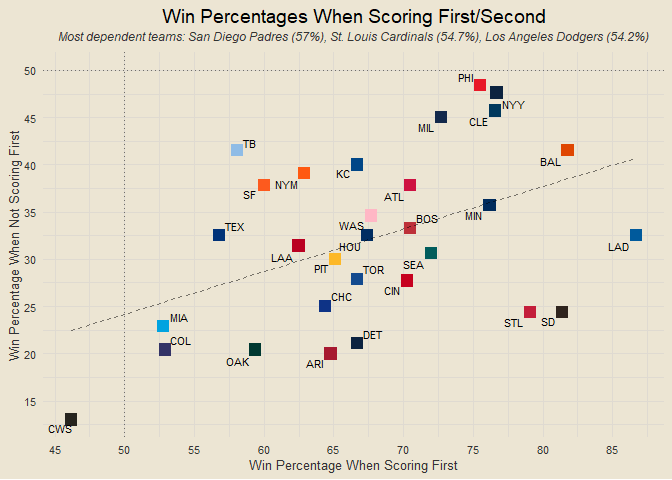 Win Percentages When Scoring First/Second
Most dependent teams: San Diego Padres (57%), St. Louis Cardinals (54.7%), Los Angeles Dodgers (54.2%)
Win Percentage When Not Scoring First
50
45
40
35
30
25
20
15
PHI
NYY
CLE
MIL
TB
BAL
KC
NYM
SF
ATL
MIN
BOS
WAS
TEX
HOU
LAD
LAA
PIT
SEA
TOR
CIN
CHC
MIA
STL
SD
COL
DET
OAK
ARI
CWS
45
50
55
60
65
70
75
80
85
Win Percentage When Scoring First